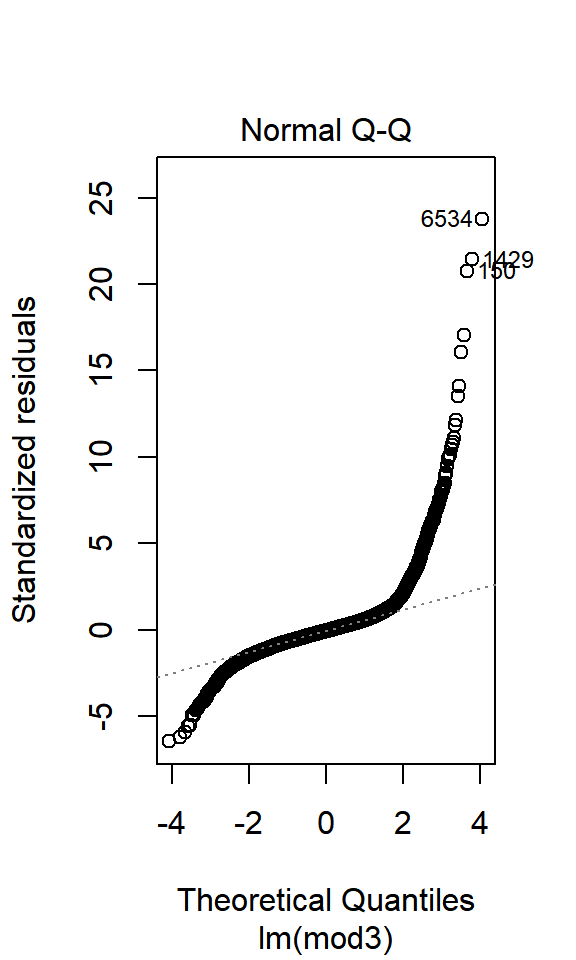 Normal Q-Q
Standardized residuals
25
20
15
10
5
0
-5
6534
1429
150
-4 -2 0 2 4
Theoretical Quantiles
lm(mod3)